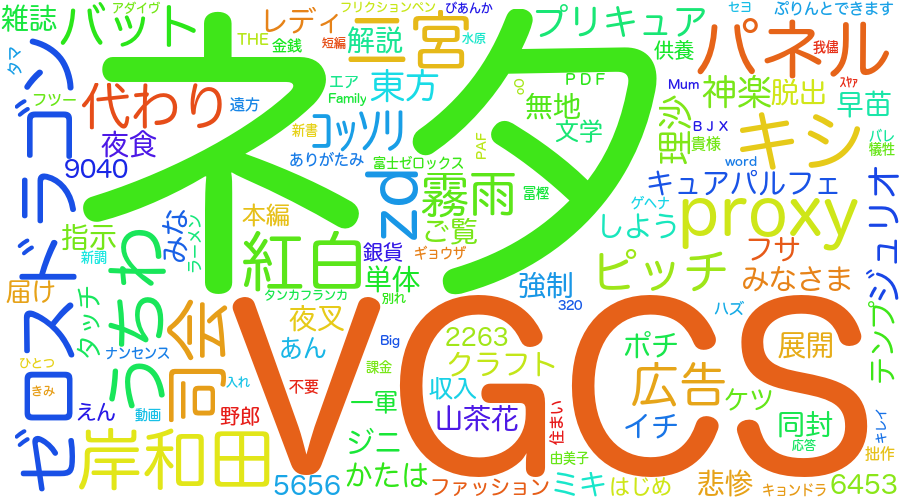 雑誌
バット
アダイヴ
THE
金銭
レディ
短編
フリクションペン
解説
ぴあんか
三宮
水原
プリキュア
セヨ
ぷりんとできます
供養
パネル
我儘
タマ
フツー
代わり
遠方
エア
Family
東方
∞
PDF
無地
文学
Mum
神楽
脱出
ｽﾔｧ
早苗
夜食
9040
新書
コッソリ
ありがたみ
富士ゼロックス
PAF
理沙
BJX
貴様
word
キシ
バレ
犠牲
ネタ
ゼロスドラゴン
指示
新調
うちわ
みな
ラーメン
本編
紅白
zd
霧雨
ご覧
冨樫
キュアパルフェ
ゲヘナ
しよう
proxy
ジュリオ
届け
タッチ
ナンセンス
司会
タンカフランカ
夜叉
銀貨
単体
別れ
ギョウザ
強制
320
ピッチ
フサ
みなさま
ハズ
テンプ
ひとつ
きみ
えん
動画
入れ
野郎
あん
不要
Big
課金
2263
クラフト
収入
一軍
山茶花
VGCS
住まい
ポチ
広告
イチ
ケツ
展開
同封
応答
キレイ
拙作
岸和田
5656
ジニ
かたは
ファッション
由美子
ミキ
はじめ
悲惨
キョンドラ
6453